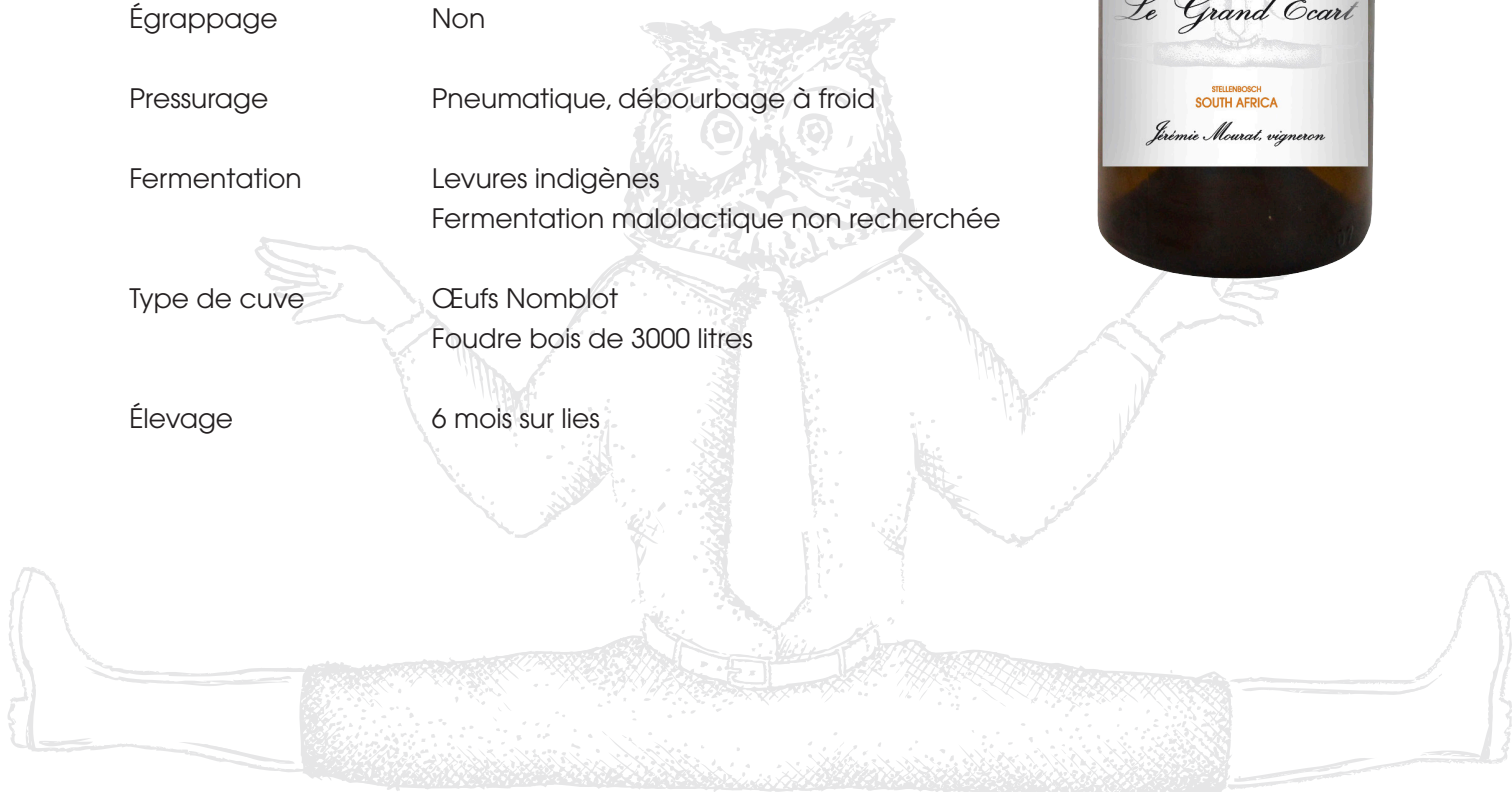 Égrappage Non
Pressurage Pneumatique, débourbage à froid
Fermentation Levures indigènes
Fermentation malolactique non recherchée
Type de cuve Œufs Nomblot
Foudre bois de 3000 litres
Élevage 6 mois sur lies
Le Grand Écart
STELLENBOSCH
SOUTH AFRICA
Jérémie Mourat, vigneron